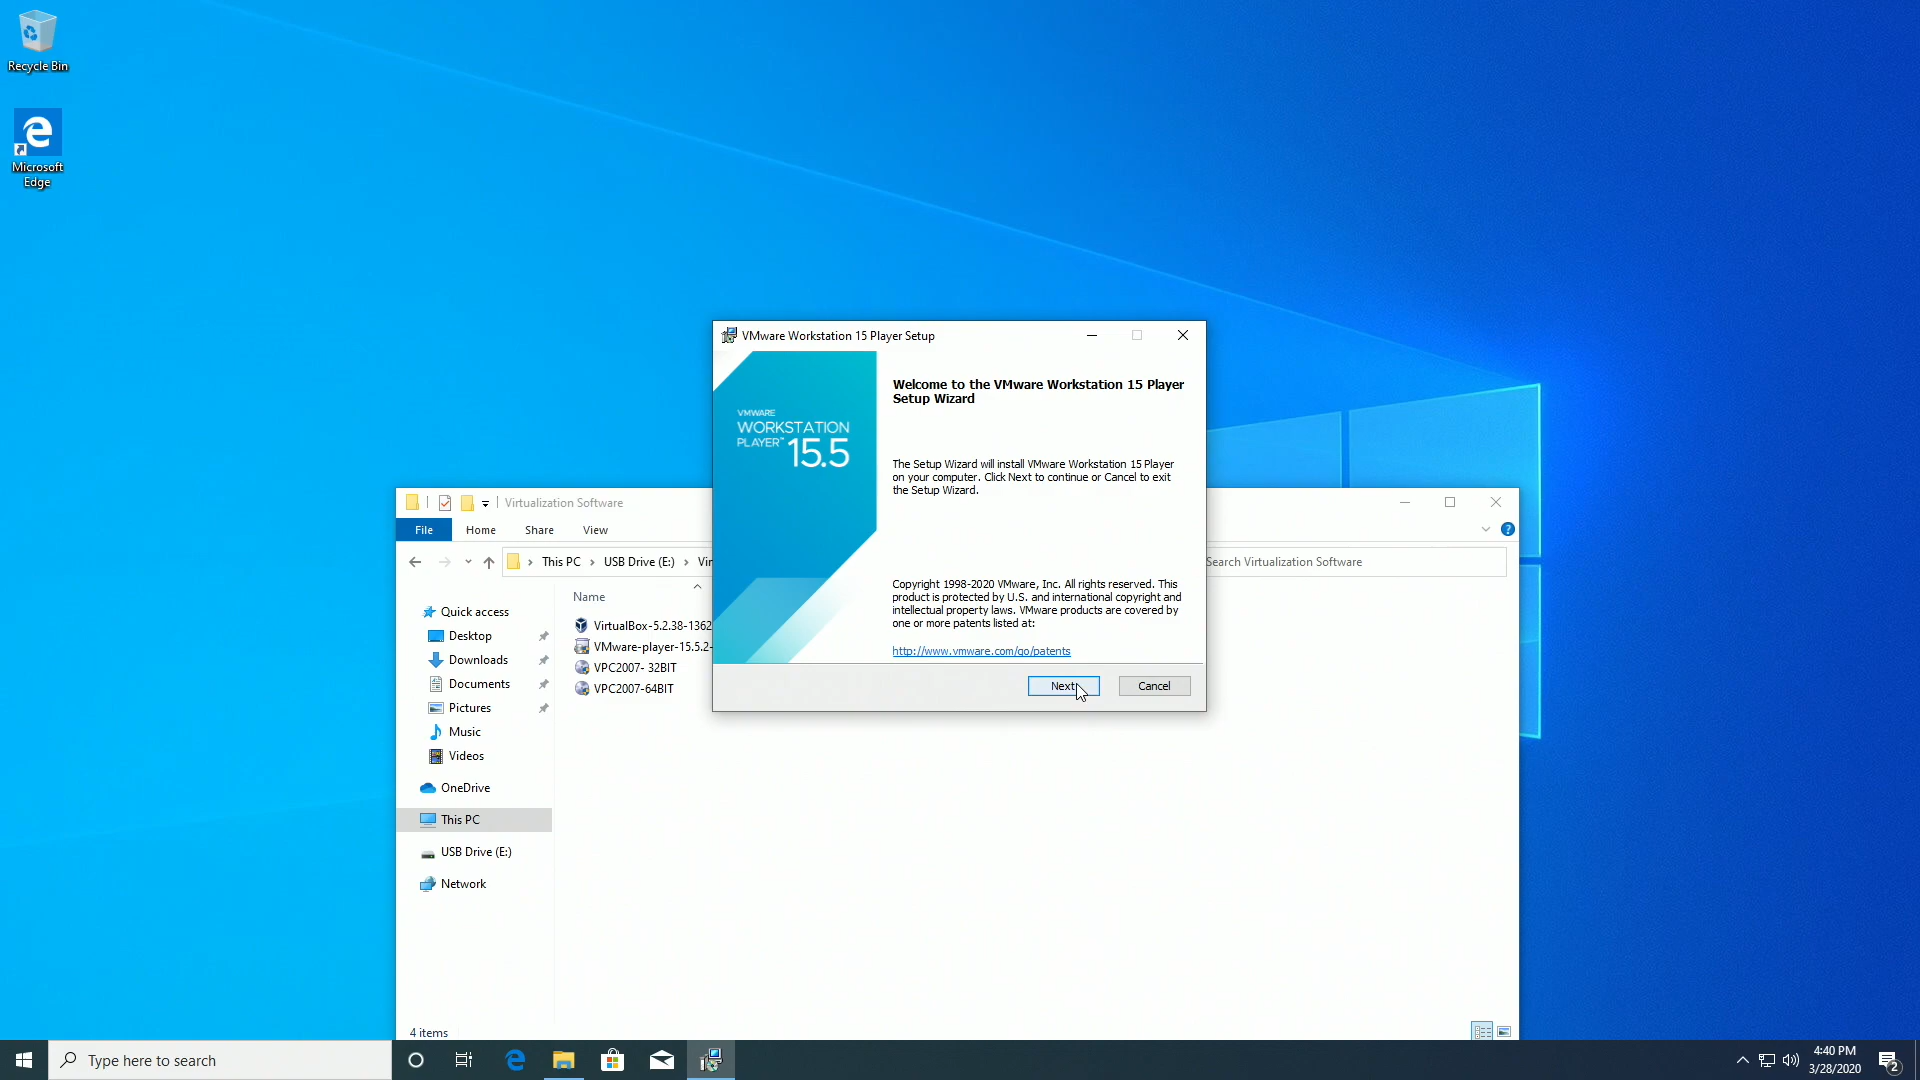 Recycle Bin
Microsoft
Edge
VMware Workstation 15 Player Setup
VMWARE
WORKSTATION
PLAYER™ 15.5
Welcome to the VMware Workstation 15 Player
Setup Wizard
The Setup Wizard will install VMware Workstation 15 Player
on your computer. Click Next to continue or Cancel to exit
the Setup Wizard.
Copyright 1998-2020 VMware, Inc. All rights reserved. This
product is protected by U.S. and international copyright and
intellectual property laws. VMware products are covered by
one or more patents listed at:
http://www.vmware.com/go/patents
Next
Cancel
Virtualization Software
File Home Share View
This PC › USB Drive (E:) ›
Search Virtualization Software
Name
VirtualBox-5.2.38-1362
VMware-player-15.5.2-
VPC2007- 32BIT
VPC2007-64BIT
Quick access
Desktop
Downloads
Documents
Pictures
Music
Videos
OneDrive
This PC
USB Drive (E:)
Network
4 items
Type here to search
4:40 PM
3/28/2020
2